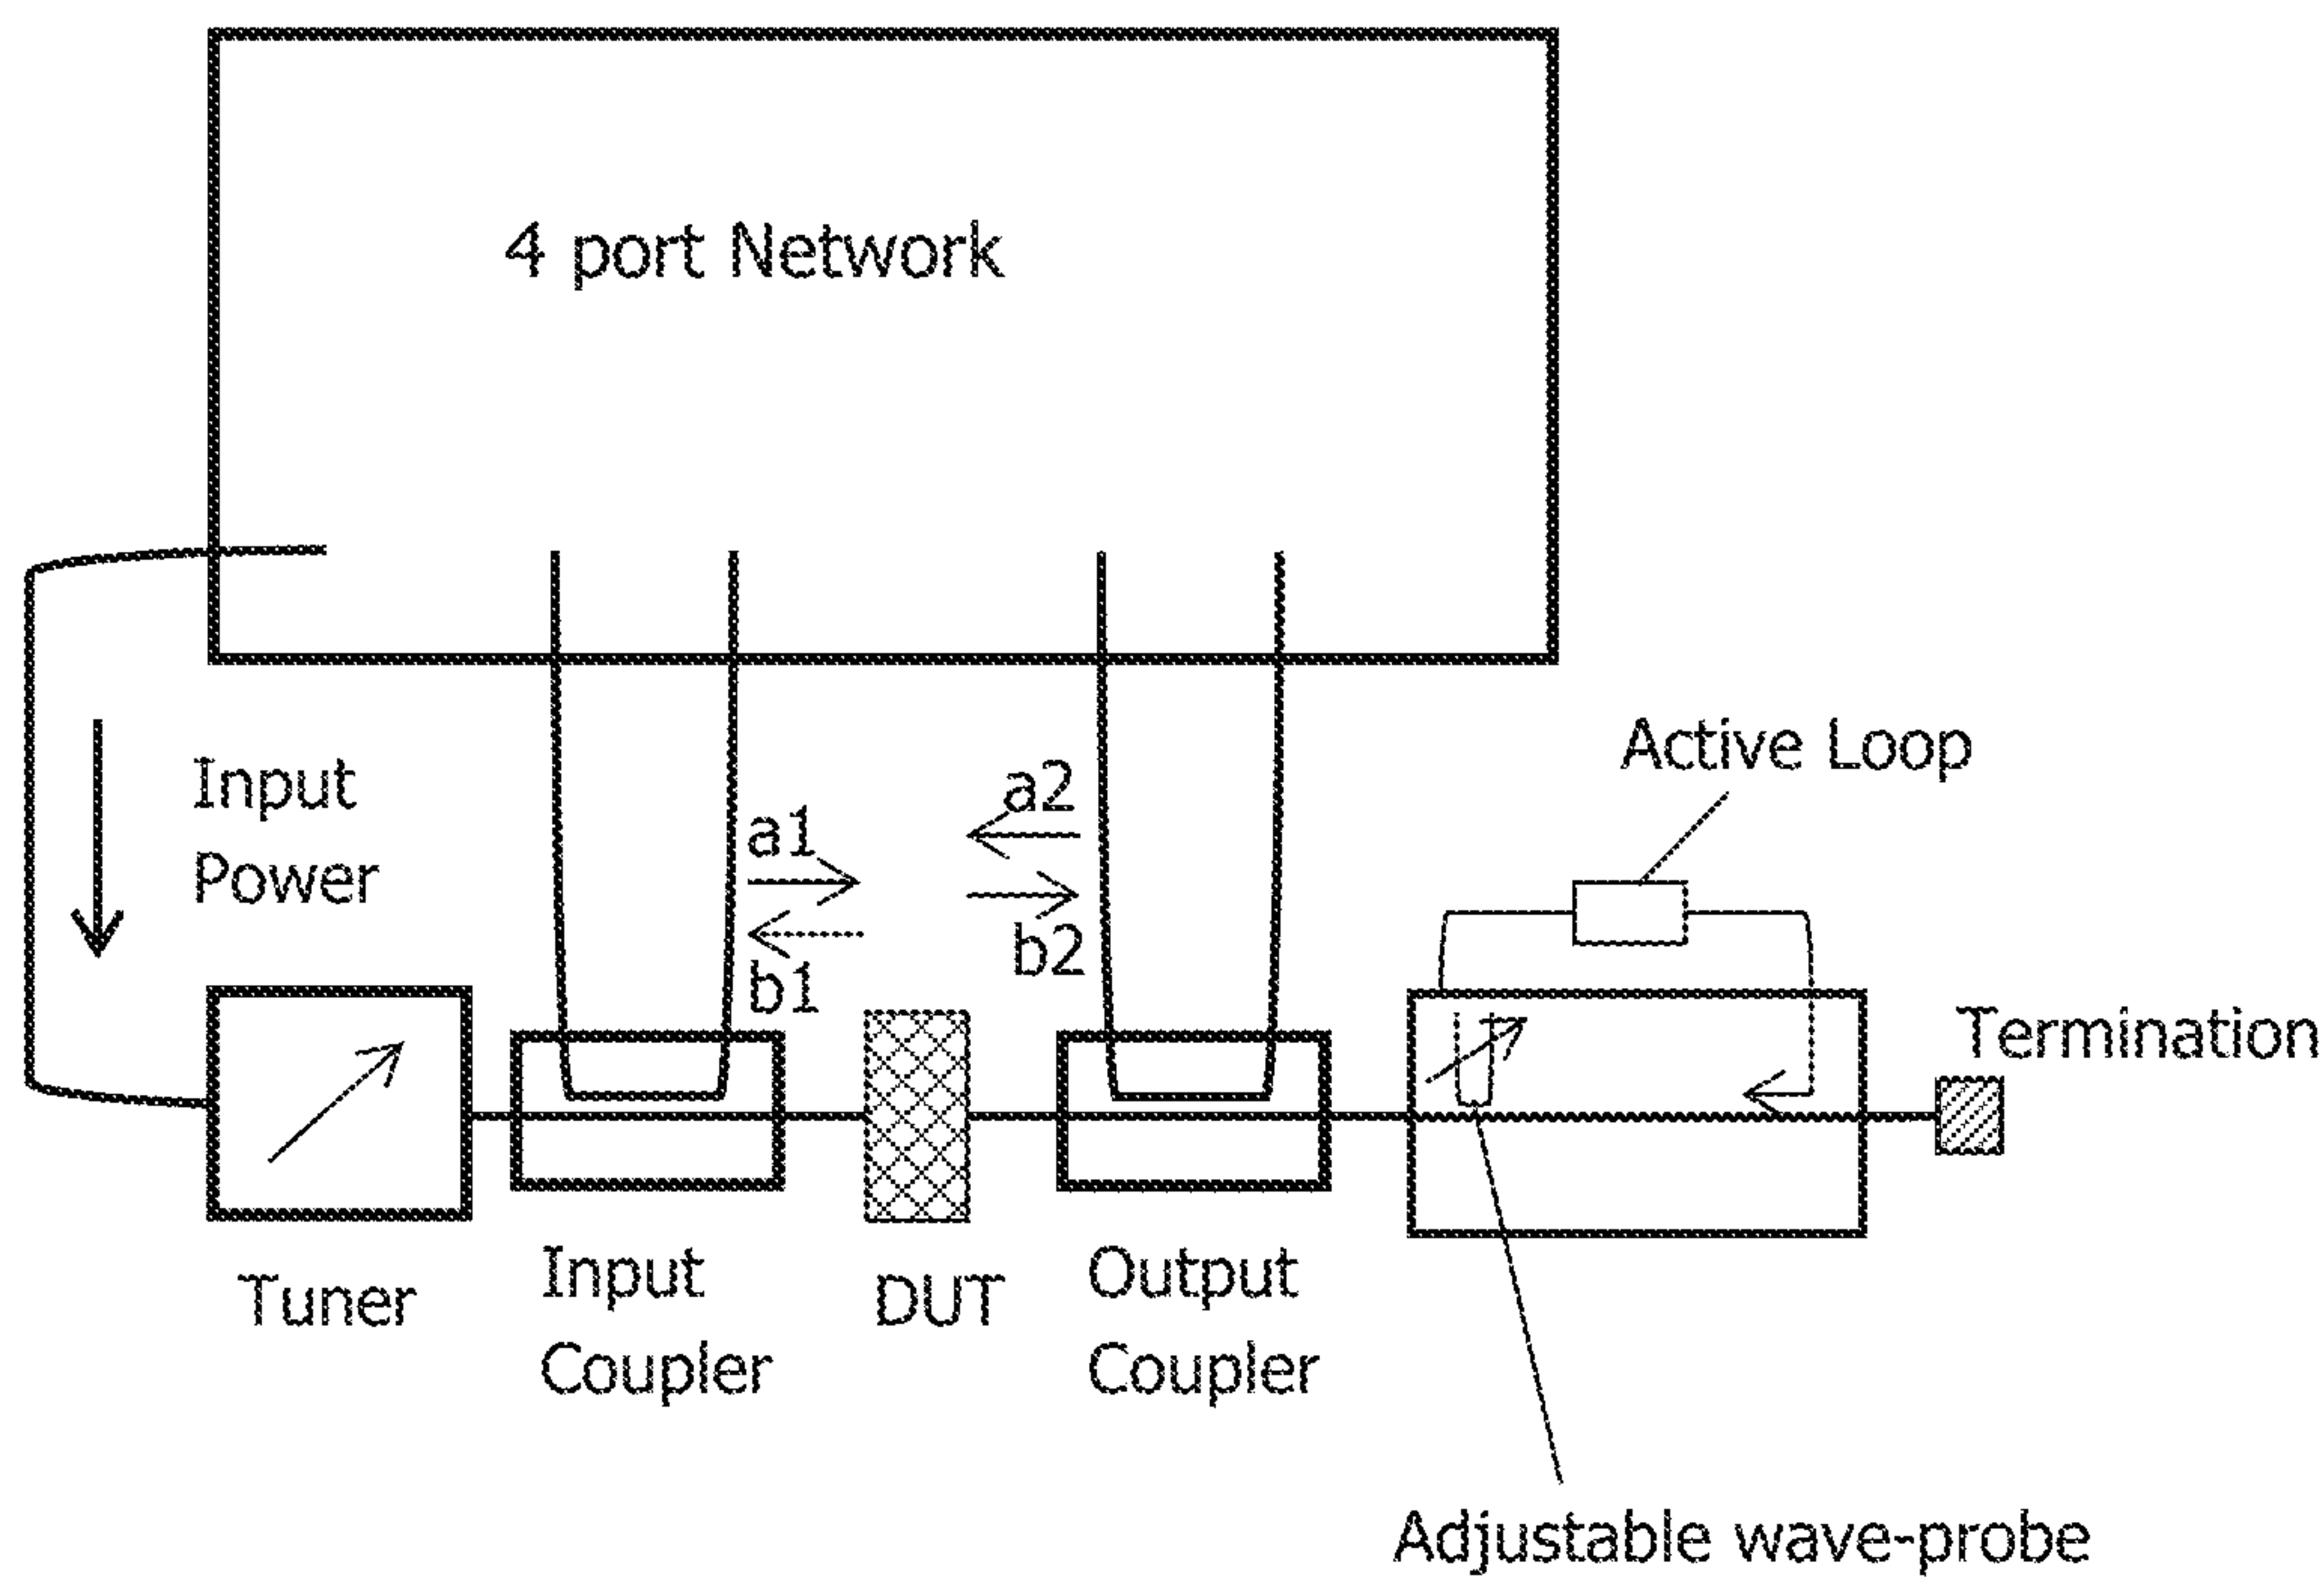 4 port Network
Input
Power
a1
b1
a2
b2
Active Loop
Termination
Tuner
Input
Coupler
DUT
Output
Coupler
Adjustable wave-probe